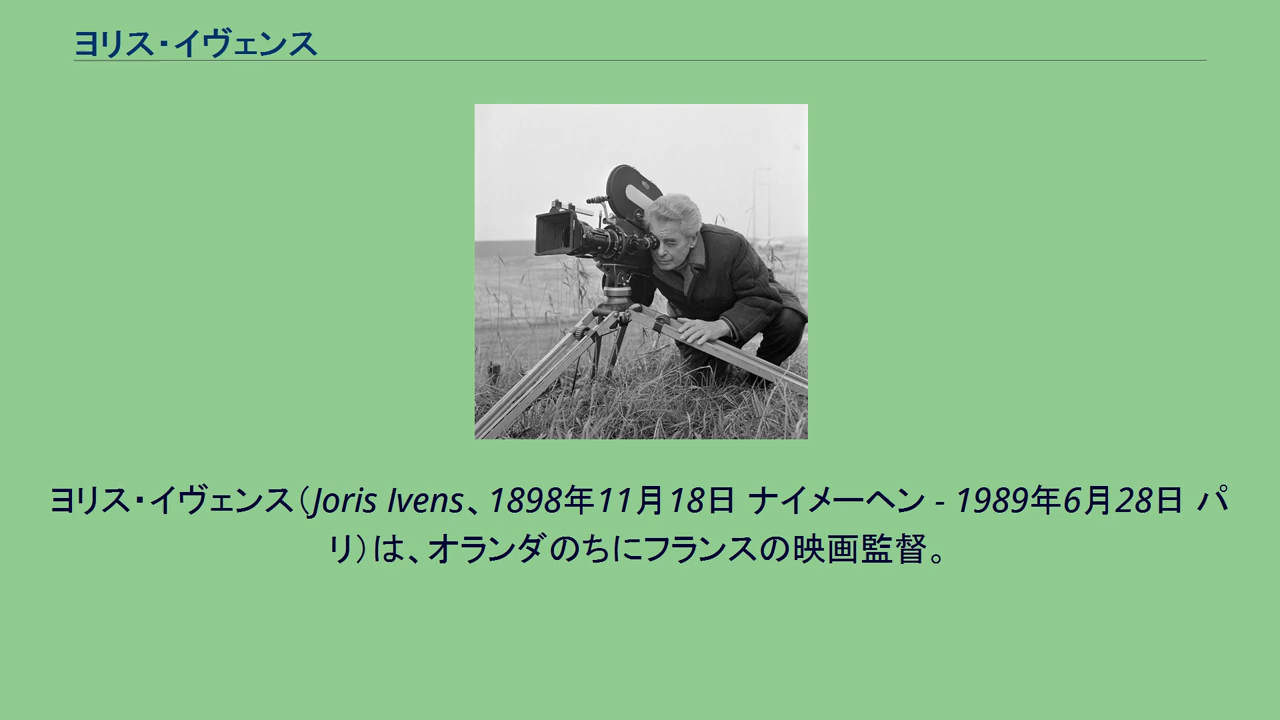 ヨリス・イヴェンス
ヨリス・イヴェンス（Joris Ivens、1898年11月18日 ナイメーヘン - 1989年6月28日 パ
リ）は、オランダのちにフランスの映画監督。